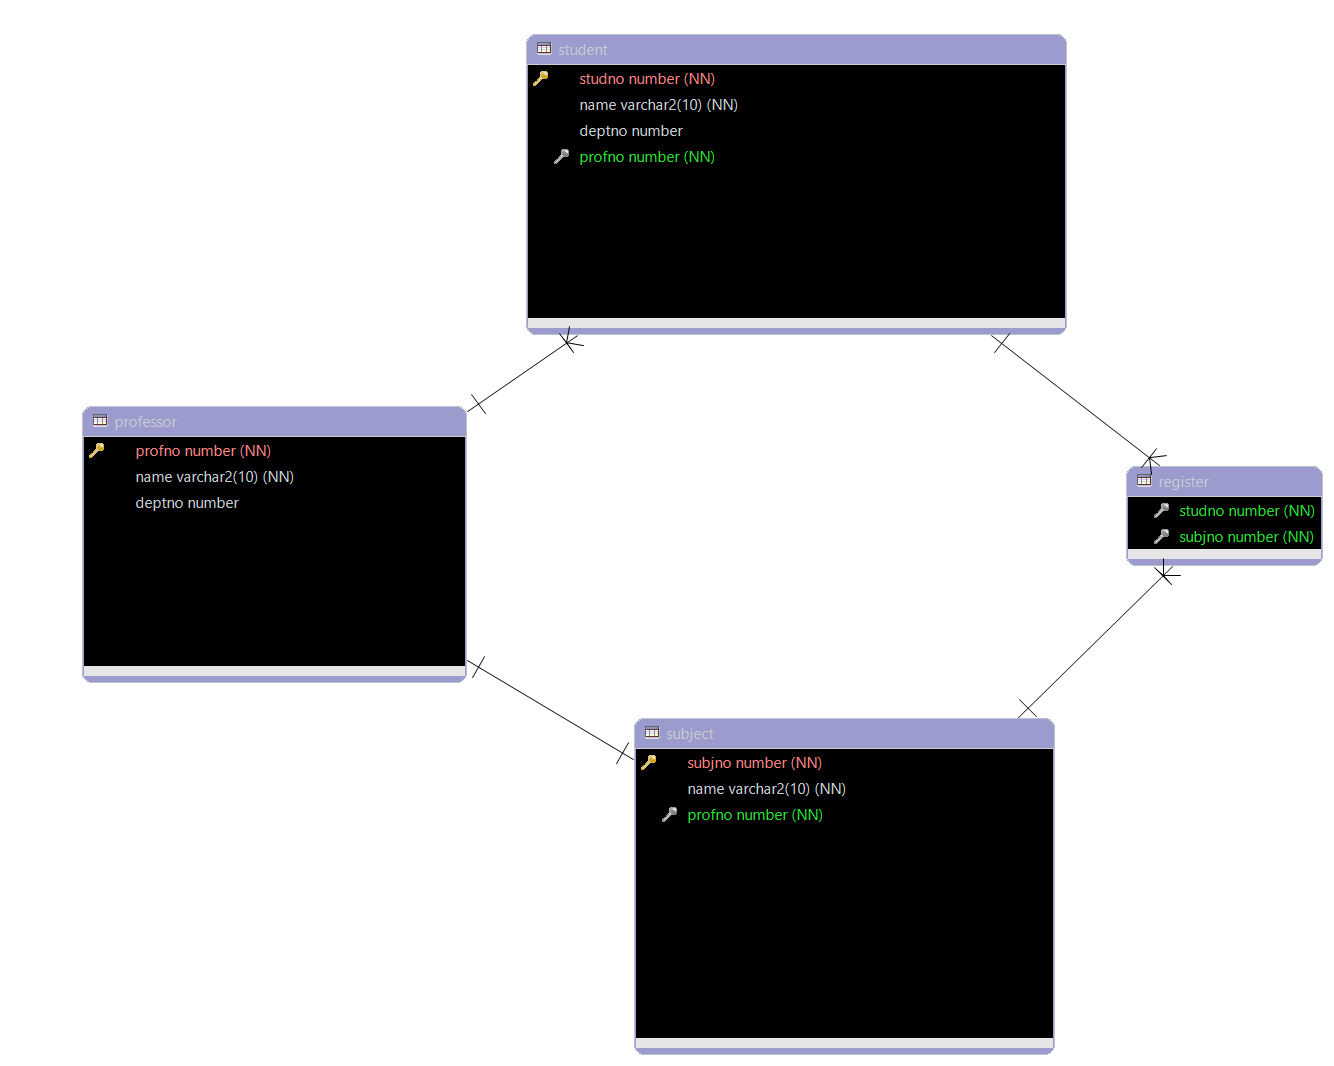 student
studno number (NN)
name varchar2(10) (NN)
deptno number
profno number (NN)
professor
profno number (NN)
name varchar2(10) (NN)
deptno number
register
studno number (NN)
subjno number (NN)
subject
subjno number (NN)
name varchar2(10) (NN)
profno number (NN)